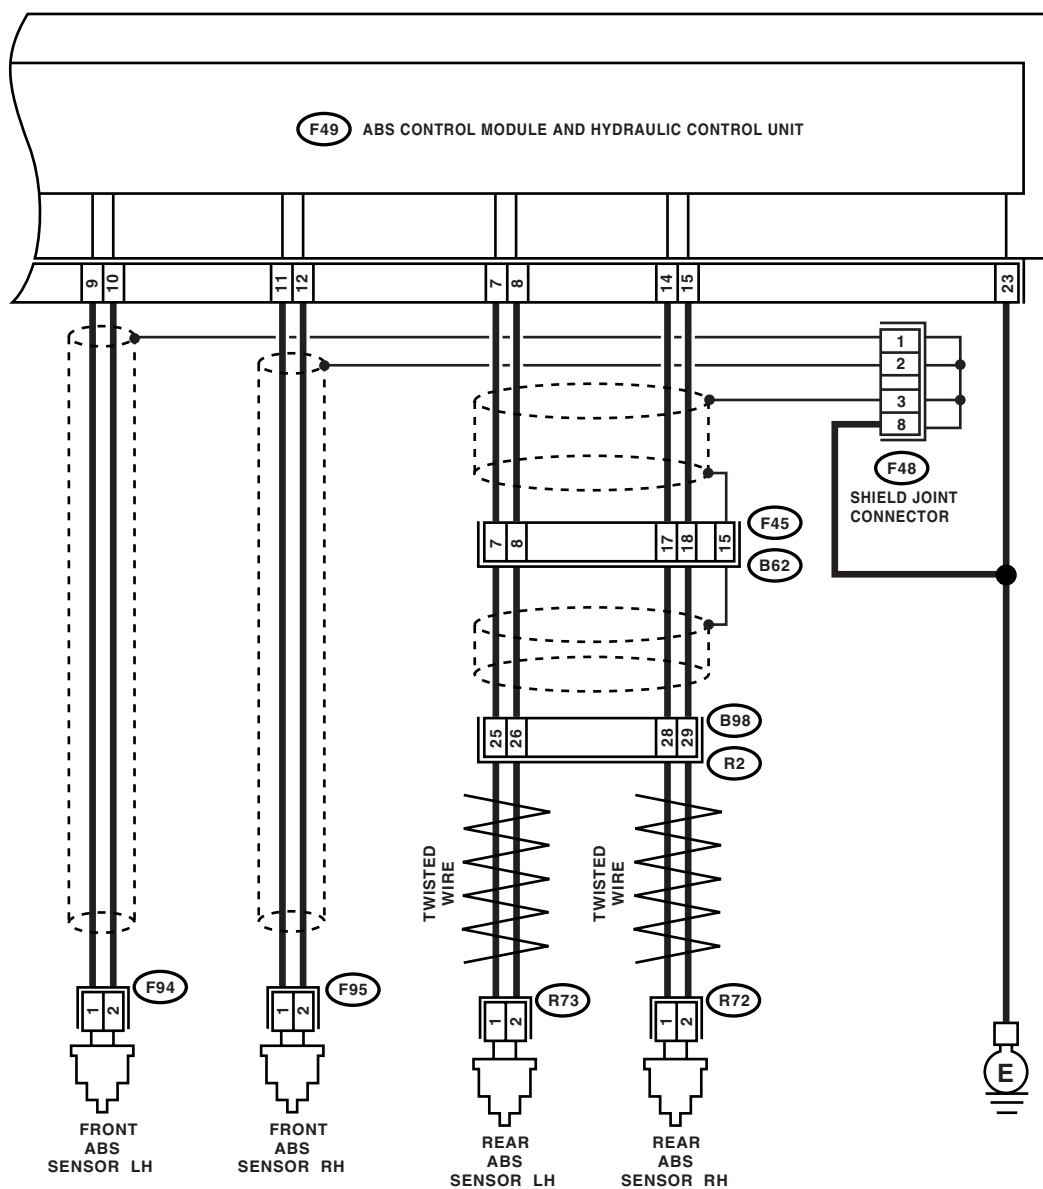 F49 ABS CONTROL MODULE AND HYDRAULIC CONTROL UNIT
9 10 11 12 7 8 14 15 23
1
2
3
8
F48
SHIELD JOINT
CONNECTOR
F45
7 8 17 18 15
B62
B98
25 26 28 29
R2
TWISTED
WIRE
TWISTED
WIRE
F94
F95
R73
R72
1 2
1 2
1 2
1 2
E
FRONT
ABS
SENSOR LH
FRONT
ABS
SENSOR RH
REAR
ABS
SENSOR LH
REAR
ABS
SENSOR RH